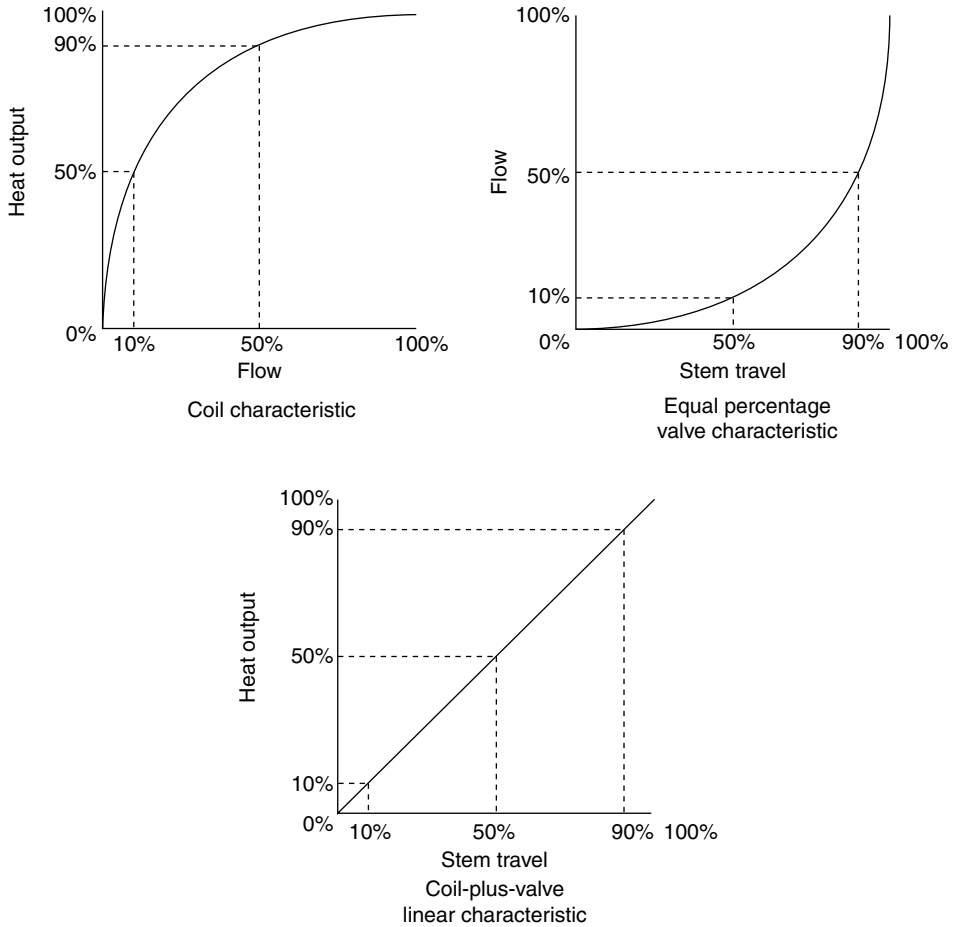 100%
90%
50%
0%
Heat output
10% 50% 100%
Flow
Coil characteristic
100%
50%
10%
0%
Flow
50% 90% 100%
Stem travel
Equal percentage
valve characteristic
100%
90%
50%
10%
0%
Heat output
10% 50% 90% 100%
Stem travel
Coil-plus-valve
linear characteristic